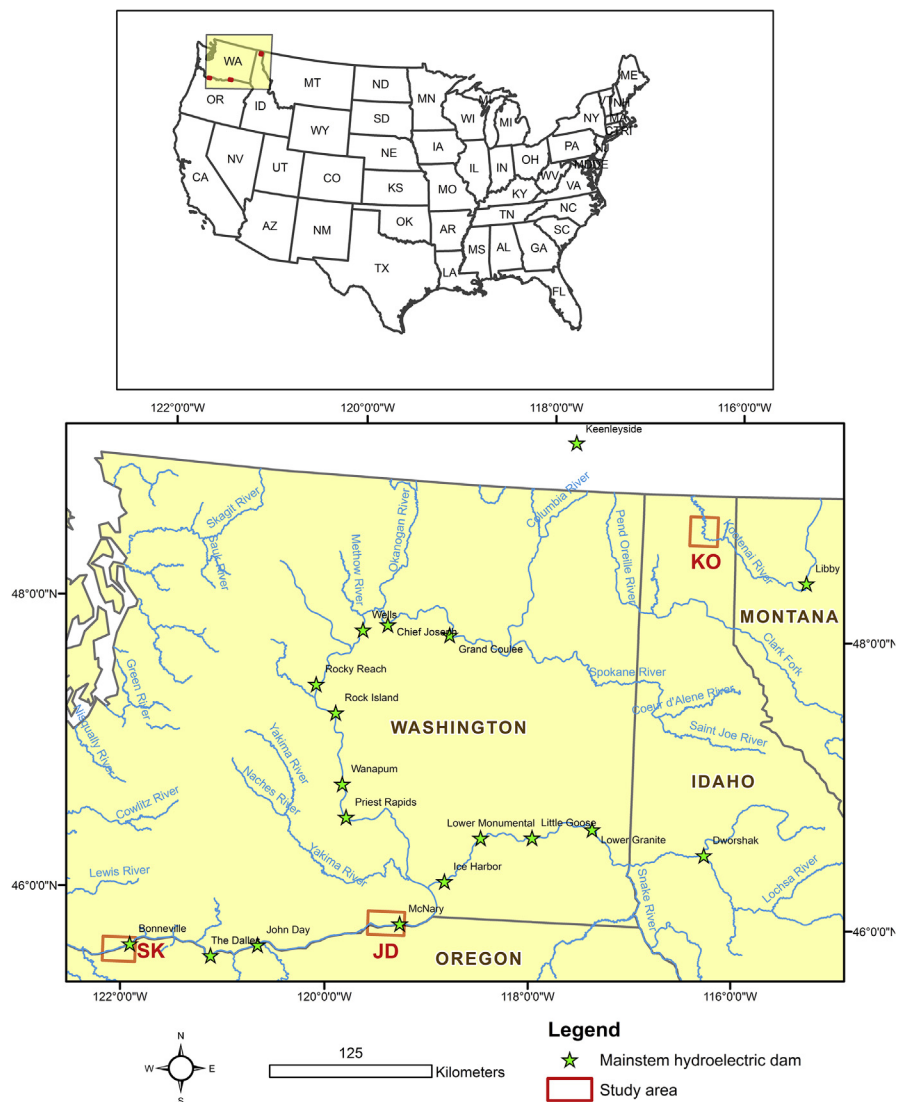 WA
MT
ND
MN
ME
OR
ID
SD
WI
MI
MI
VT
NH
NY
MA
CTRI
WY
IA
NE
PA
NJ
NV
UT
CO
IL
IN
OH
MDDE
WV
CA
KS
MO
KY
VA
AZ
NM
OK
AR
TN
NC
SC
MS
AL
GA
TX
LA
FL
122°0'0"W
120°0'0"W
118°0'0"W
116°0'0"W
Keenleyside
Skagit River
Sauk River
Methow River
Okanogan River
Columbia River
Pend Oreille River
Kootenai River
KO
Libby
48°0'0"N
MONTANA
Wells
Chief Joseph
Grand Coulee
48°0'0"N
Clark Fork
Rocky Reach
Spokane River
Green River
Rock Island
Coeur d'Alene River
Nisqually River
WASHINGTON
Saint Joe River
Yakima River
Wanapum
IDAHO
Naches River
Priest Rapids
Cowlitz River
Lower Monumental
Little Goose
Lower Granite
Dworshak
Lewis River
Yakima River
Ice Harbor
Lochsa River
46°0'0"N
Snake River
McNary
Bonneville
SK
The Dalles
John Day
JD
OREGON
46°0'0"N
122°0'0"W
120°0'0"W
118°0'0"W
116°0'0"W
N
W
E
S
125
Kilometers
Legend
Mainstem hydroelectric dam
Study area